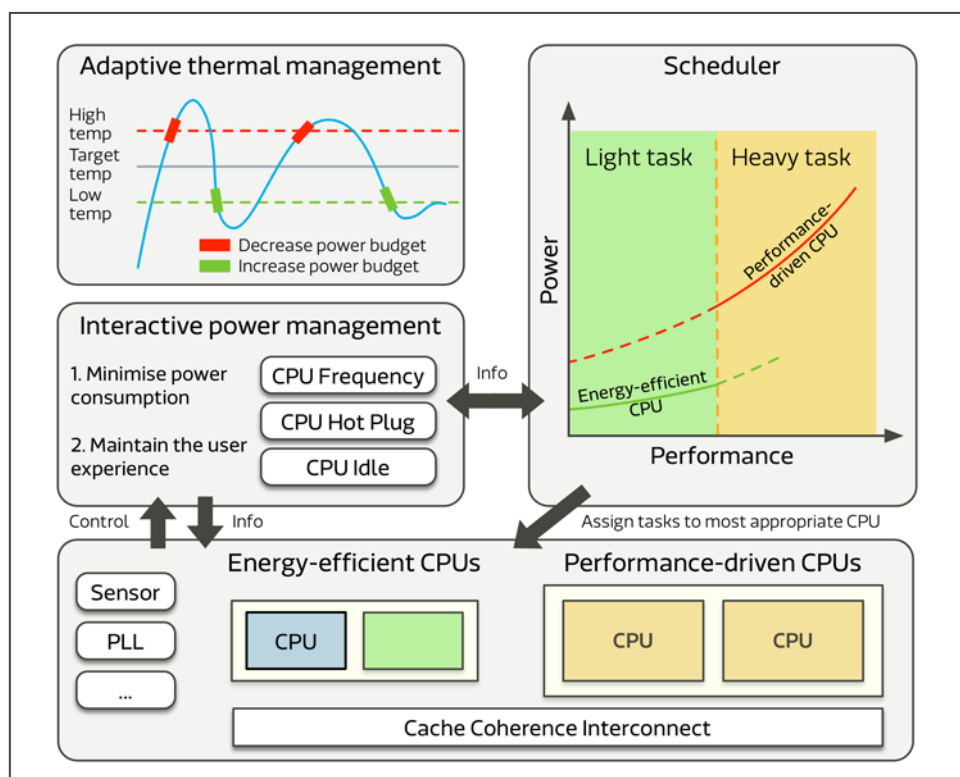 Adaptive thermal management
High
temp
Target
temp
Low
temp
Decrease power budget
Increase power budget
Scheduler
Light task
Heavy task
Power
Performance-
driven CPU
Energy-efficient
CPU
Performance
Interactive power management
1. Minimise power
consumption
2. Maintain the user
experience
CPU Frequency
CPU Hot Plug
CPU Idle
Info
Control
Info
Assign tasks to most appropriate CPU
Energy-efficient CPUs
Performance-driven CPUs
Sensor
PLL
...
CPU
CPU
CPU
Cache Coherence Interconnect